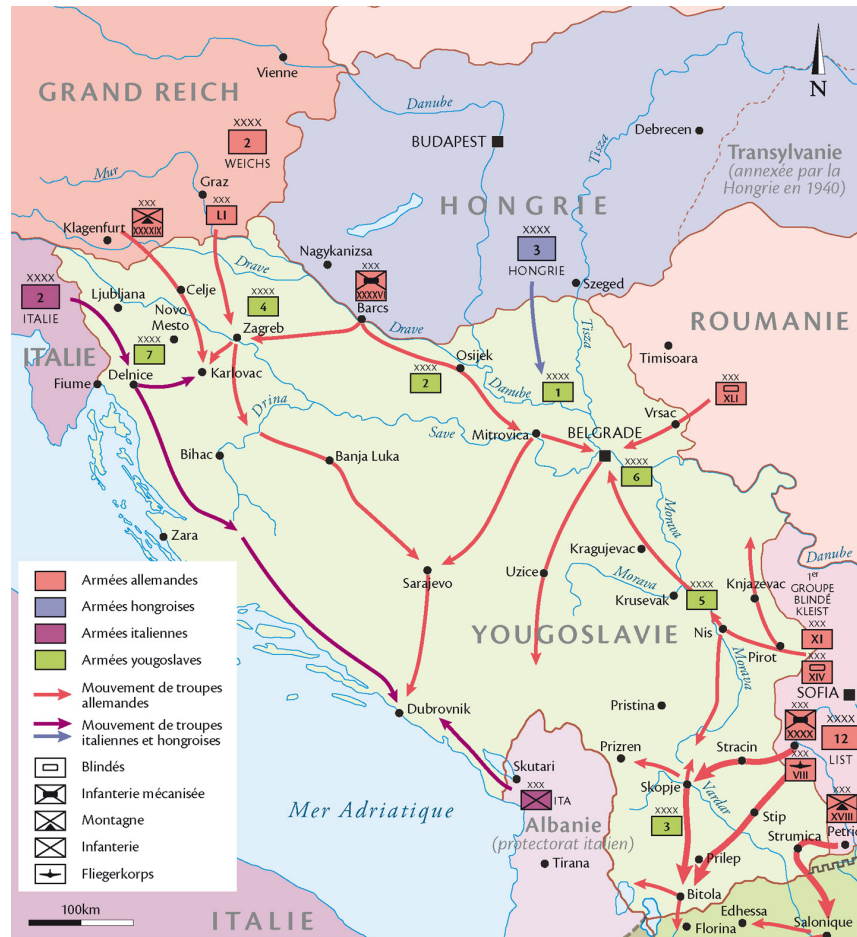 Vienne
GRAND REICH
XXXX
2
WEICHS
Danube
BUDAPEST
Tisza
Debrecen
N
Transylvanie
(annexée par la
Hongrie en 1940)
Mur
Graz
XXX
LI
XXX
XXXXIX
Klagenfurt
HONGRIE
XXXX
3
HONGRIE
Nagykanizsa
Szeged
Drave
XXXX
2
ITALIE
Ljubljana
Celje
Novo
Mesto
XXXX
4
XXX
XXXXVI
Barcs
Drave
Tisza
ROUMANIE
Timisoara
ITALIE
XXXX
7
Zagreb
Delnice
Fiume
Karlovac
Osijek
XXXX
2
Danube
XXXX
1
XXX
XLI
Vrsac
Drina
Save
Mitrovica
BELGRADE
Bihac
Banja Luka
XXXX
6
Morava
Zara
Kragujevac
Danube
Sarajevo
Uzice
Morava
Krusevak
XXXX
5
Knjazevac
1er
GROUPE
BLINDÉ
KLEIST
YOUGOSLAVIE
Nis
Pirot
XXX
XI
XXX
XIV
Morava
SOFIA
Dubrovnik
Pristina
XXX
XXXX
XXXX
12
LIST
Prizren
Stracin
XXX
VIII
Skutari
XXX
ITA
Skopje
Vardar
XXX
XVIII
Mer Adriatique
Albanie
(protectorat italien)
XXXX
3
Stip
Strumica
Petric
Tirana
Prilep
Bitola
Edhessa
Florina
Salonique
ITALIE
Armées allemandes
Armées hongroises
Armées italiennes
Armées yougoslaves
Mouvement de troupes
allemandes
Mouvement de troupes
italiennes et hongroises
Blindés
Infanterie mécanisée
Montagne
Infanterie
Fliegerkorps
100km